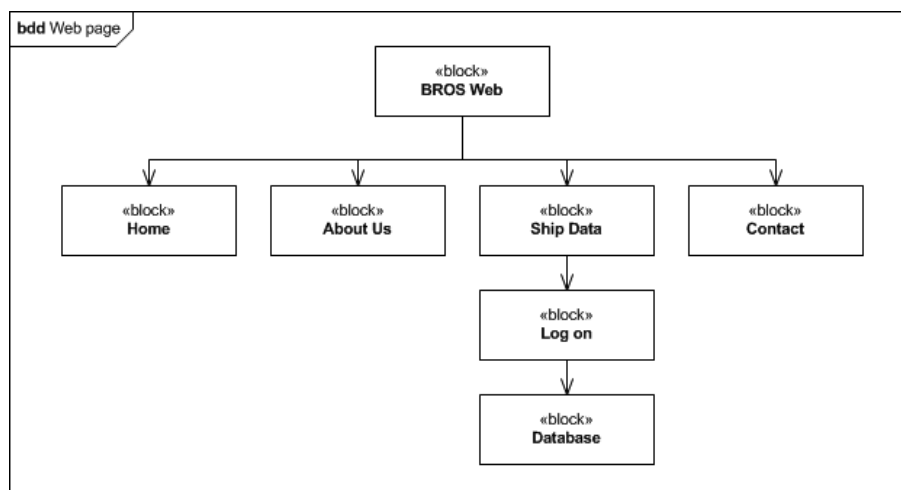 bdd Web page
«block»
BROS Web
«block»
Home
«block»
About Us
«block»
Ship Data
«block»
Contact
«block»
Log on
«block»
Database